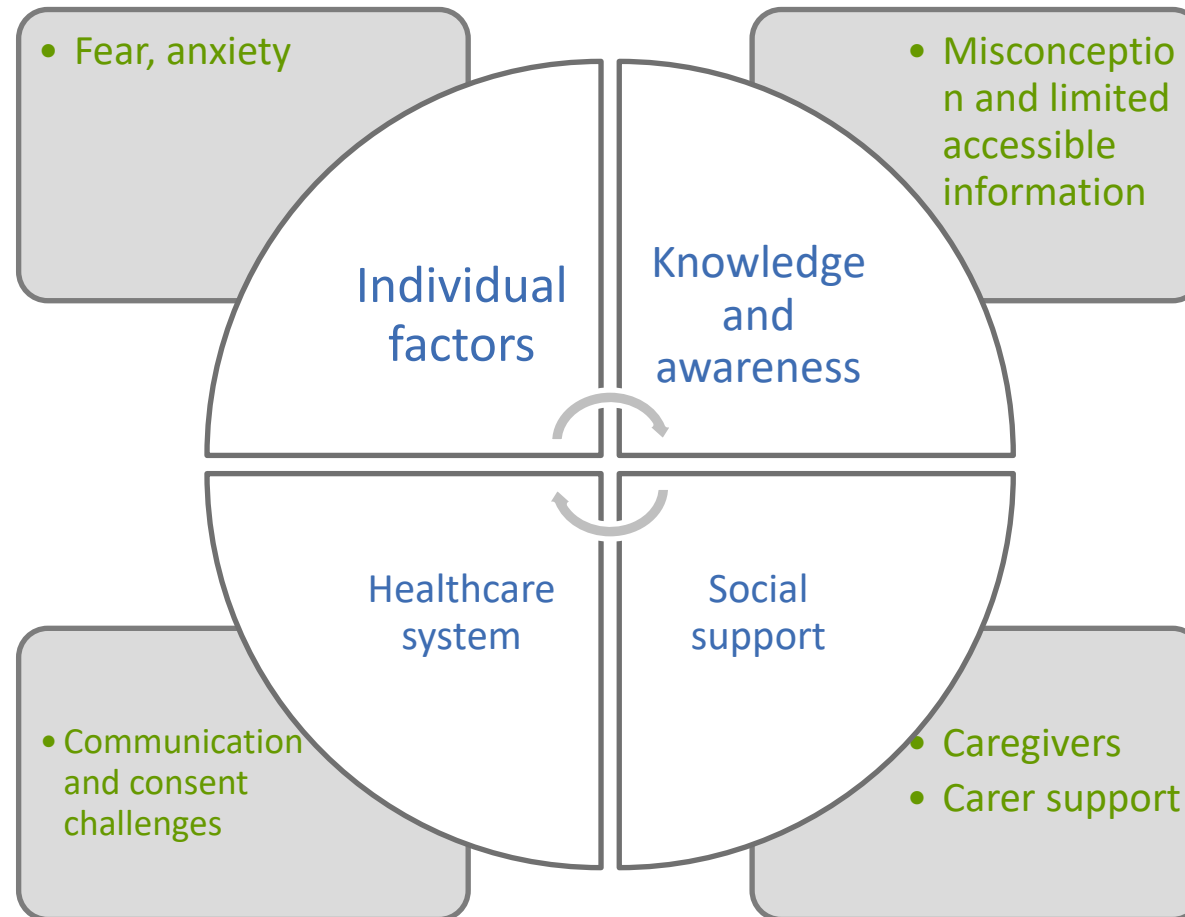 • Fear, anxiety
• Misconceptio
n and limited
accessible
information
Individual
factors
Knowledge
and
awareness
Healthcare
system
Social
support
• Communication
and consent
challenges
• Caregivers
• Carer support